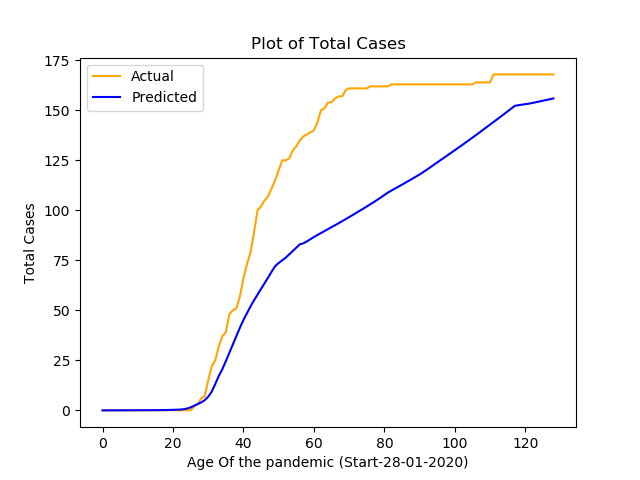 Plot of Total Cases
Actual
Predicted
175
150
125
100
75
50
25
0
Total Cases
0 20 40 60 80 100 120
Age Of the pandemic (Start-28-01-2020)